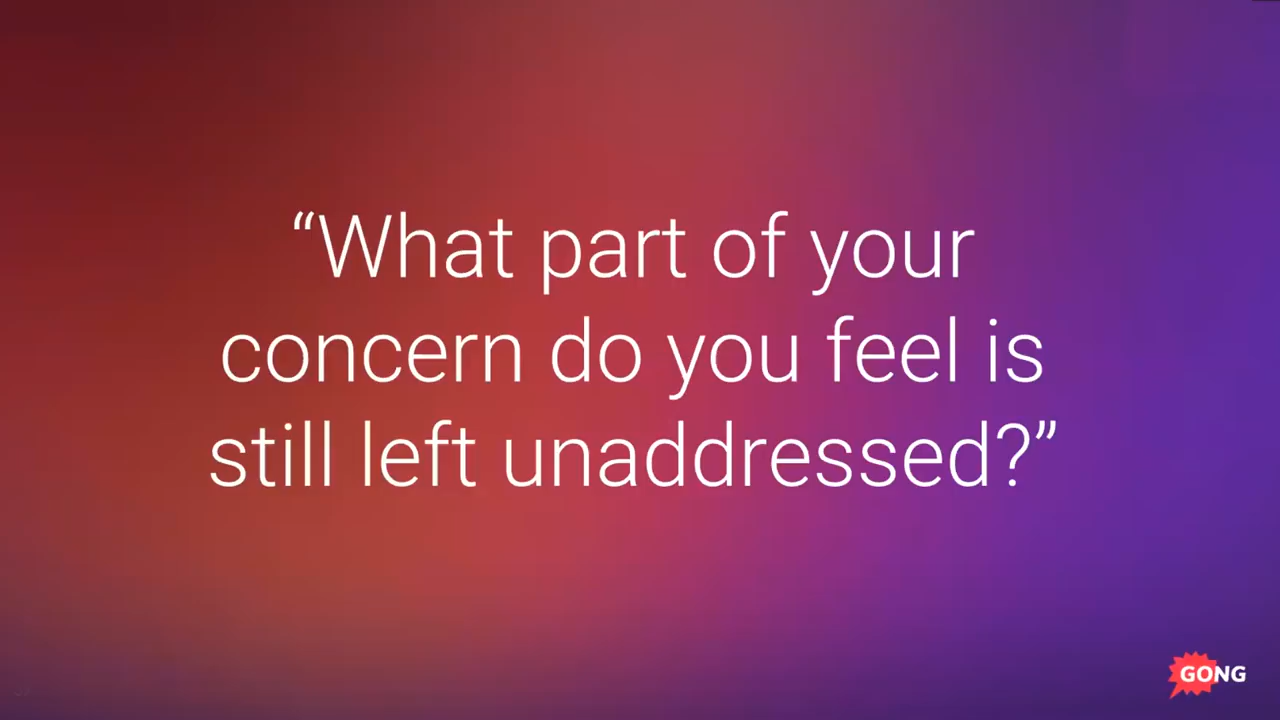 “What part of your
concern do you feel is
still left unaddressed?”
GONG